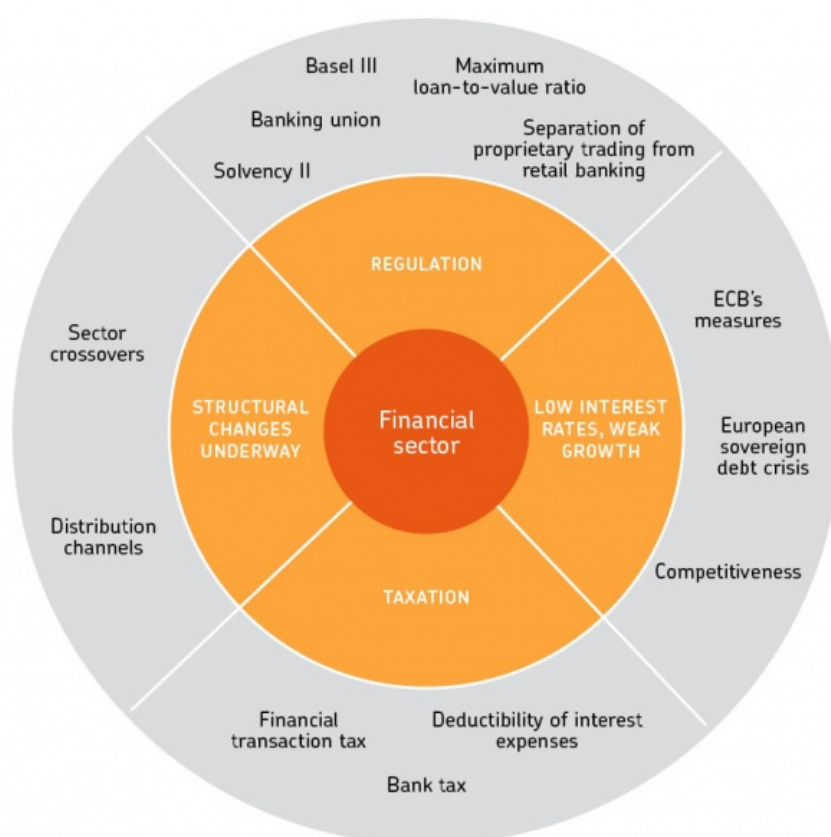 Basel III
Maximum
loan-to-value ratio
Banking union
Separation of
proprietary trading from
retail banking
Solvency II
REGULATION
ECB's
measures
Sector
crossovers
STRUCTURAL
CHANGES
UNDERWAY
Financial
sector
LOW INTEREST
RATES, WEAK
GROWTH
European
sovereign
debt crisis
Distribution
channels
Competitiveness
TAXATION
Financial
transaction tax
Deductibility of interest
expenses
Bank tax